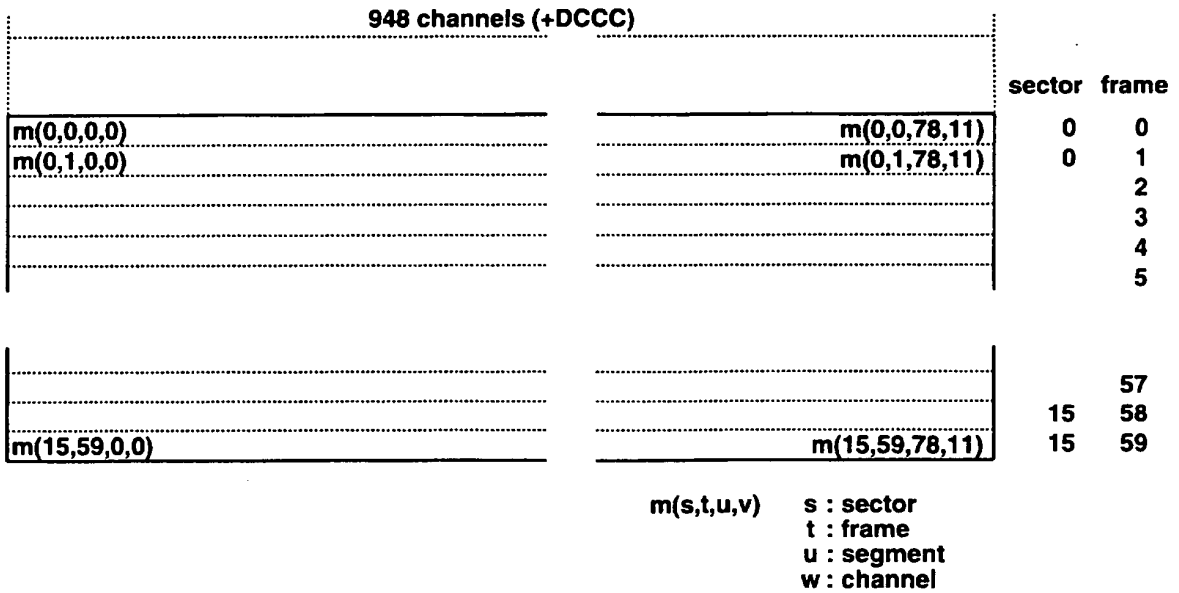 948 channels (+DCCC)
sector frame
m(0,0,0,0) m(0,0,78,11) 0 0
m(0,1,0,0) m(0,1,78,11) 0 1
2
3
4
5
57
15 58
m(15,59,0,0) m(15,59,78,11) 15 59
m(s,t,u,v) s : sector
t : frame
u : segment
w : channel